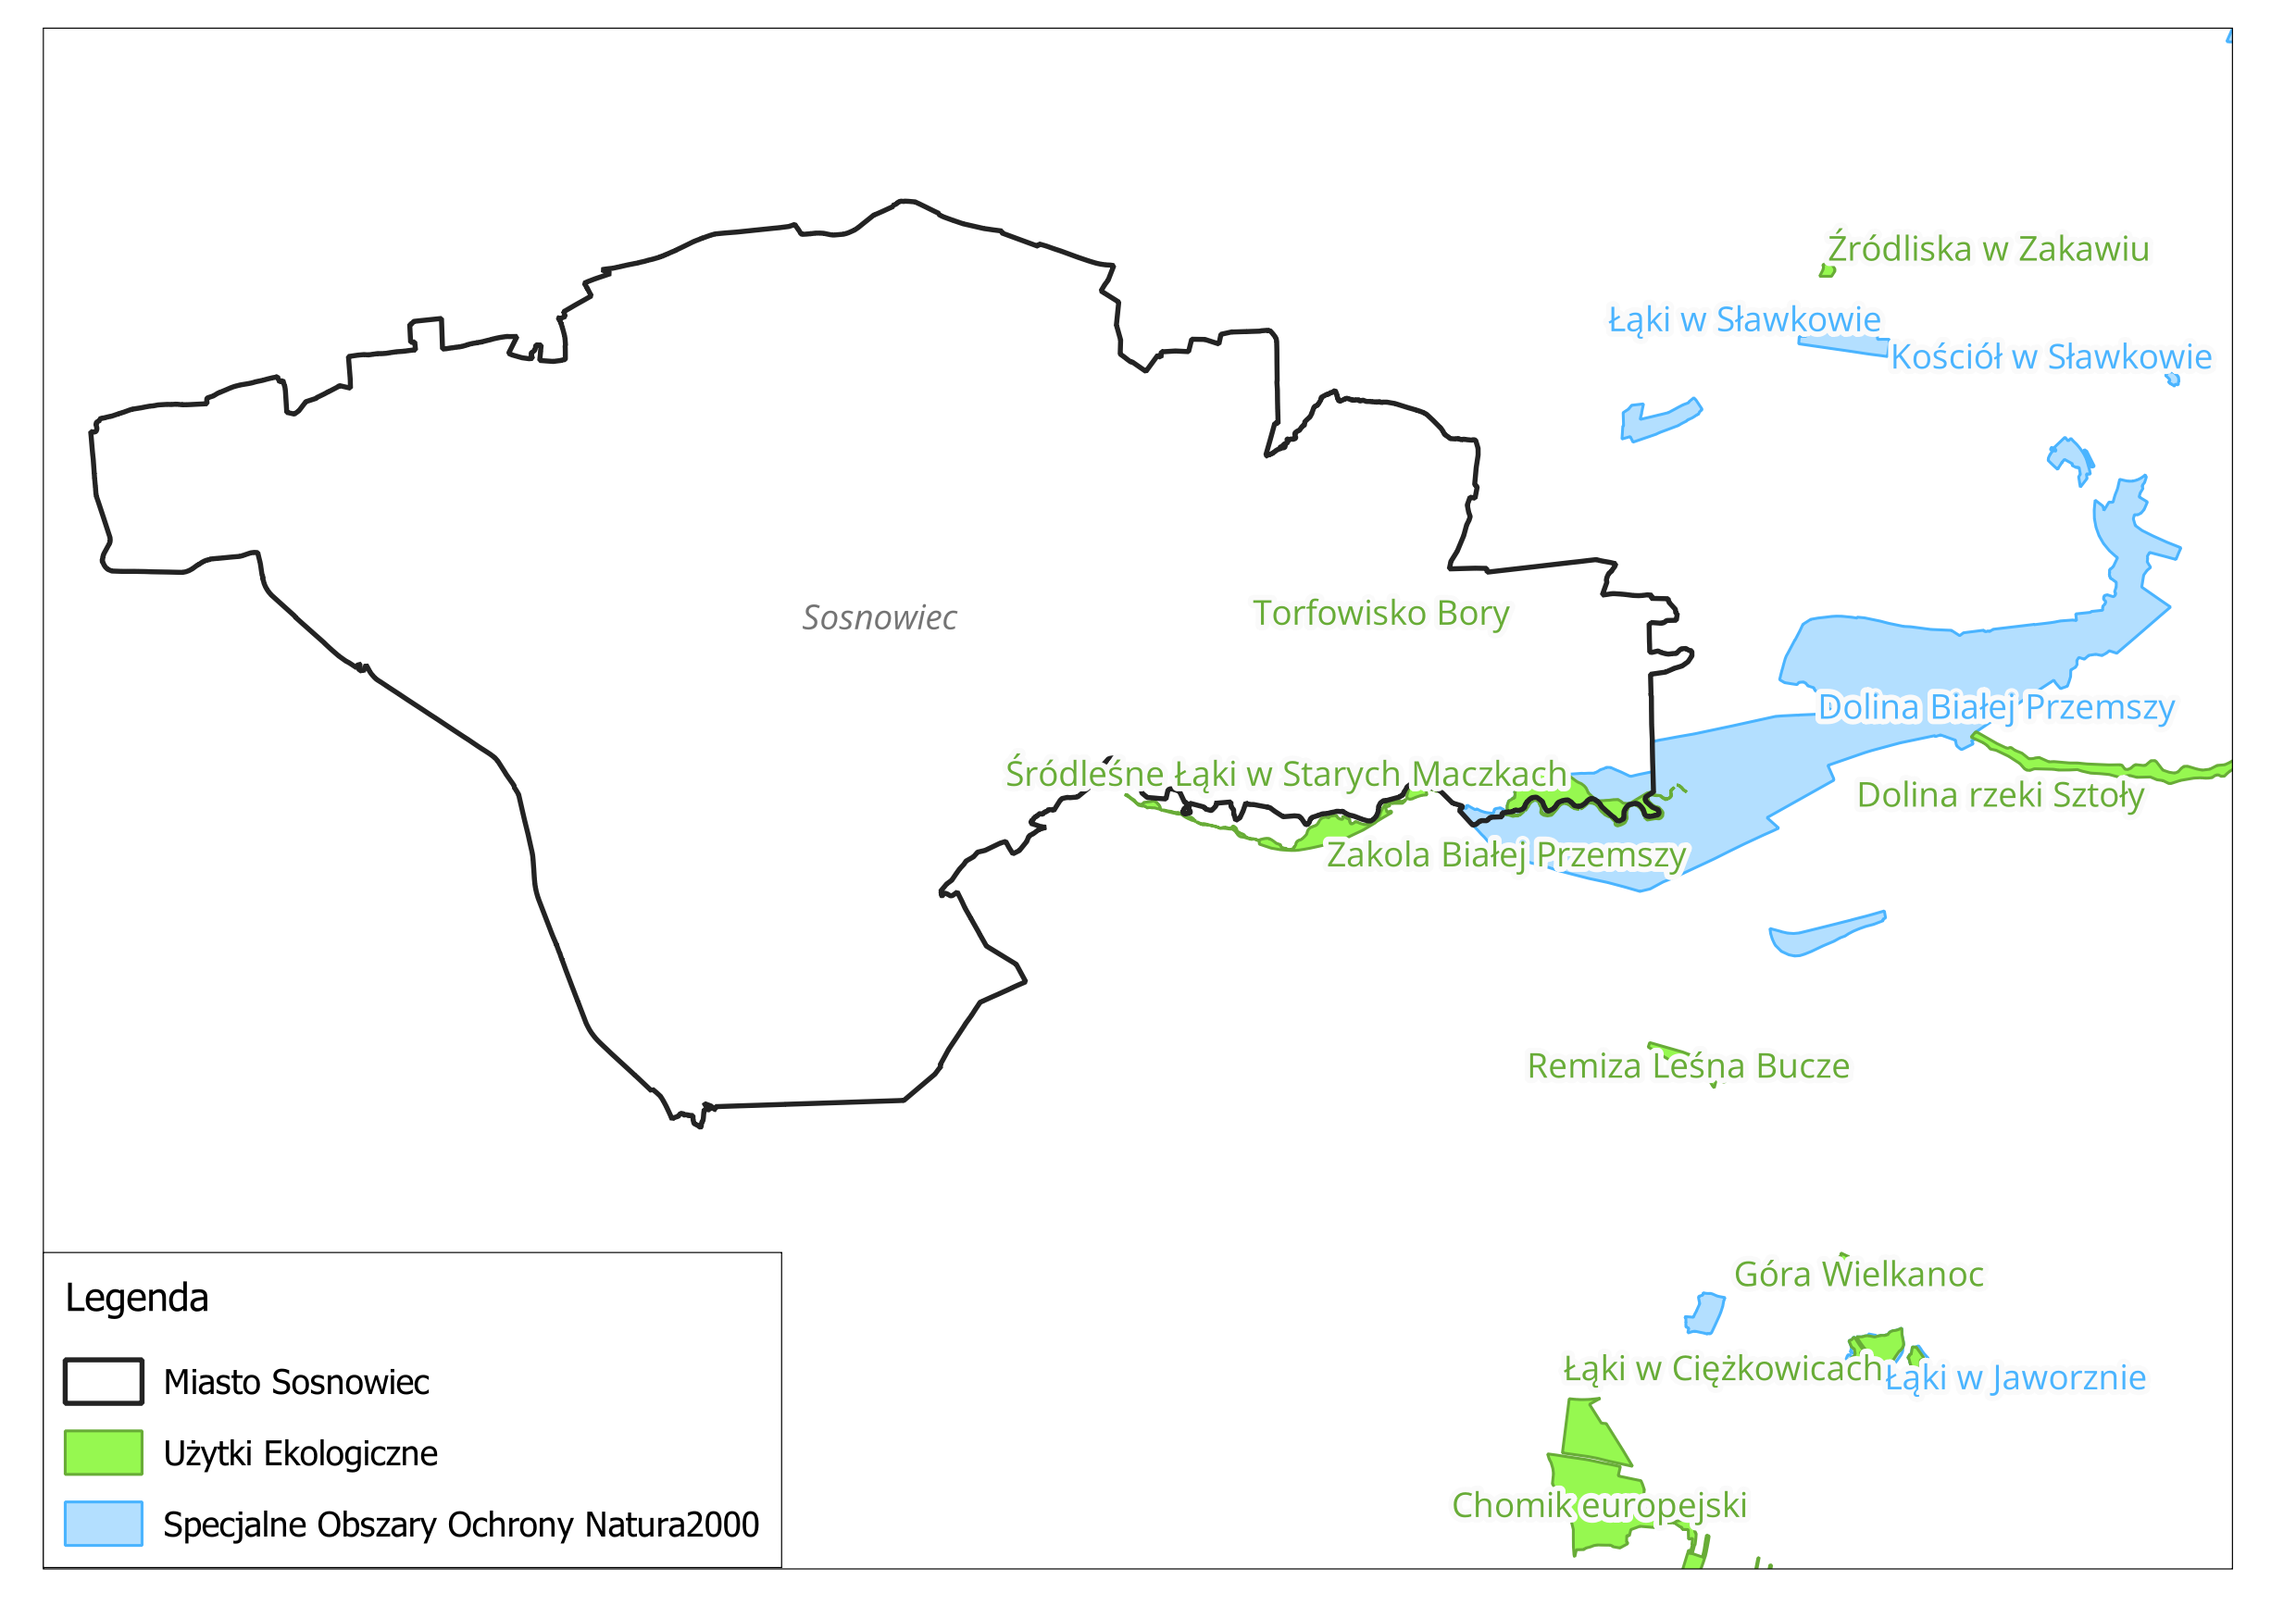 Źródliska w Zakawiu
Łąki w Sławkowie
Kościół w Sławkowie
Sosnowiec
Torfowisko Bory
Dolina Białej Przemszy
Śródleśne Łąki w Starych Maczkach
Dolina rzeki Sztoły
Zakola Białej Przemszy
Remiza Leśna Bucze
Góra Wielkanoc
Łąki w Ciężkowicach
Łąki w Jaworznie
Chomik europejski
Legenda
Miasto Sosnowiec
Użytki Ekologiczne
Specjalne Obszary Ochrony Natura2000